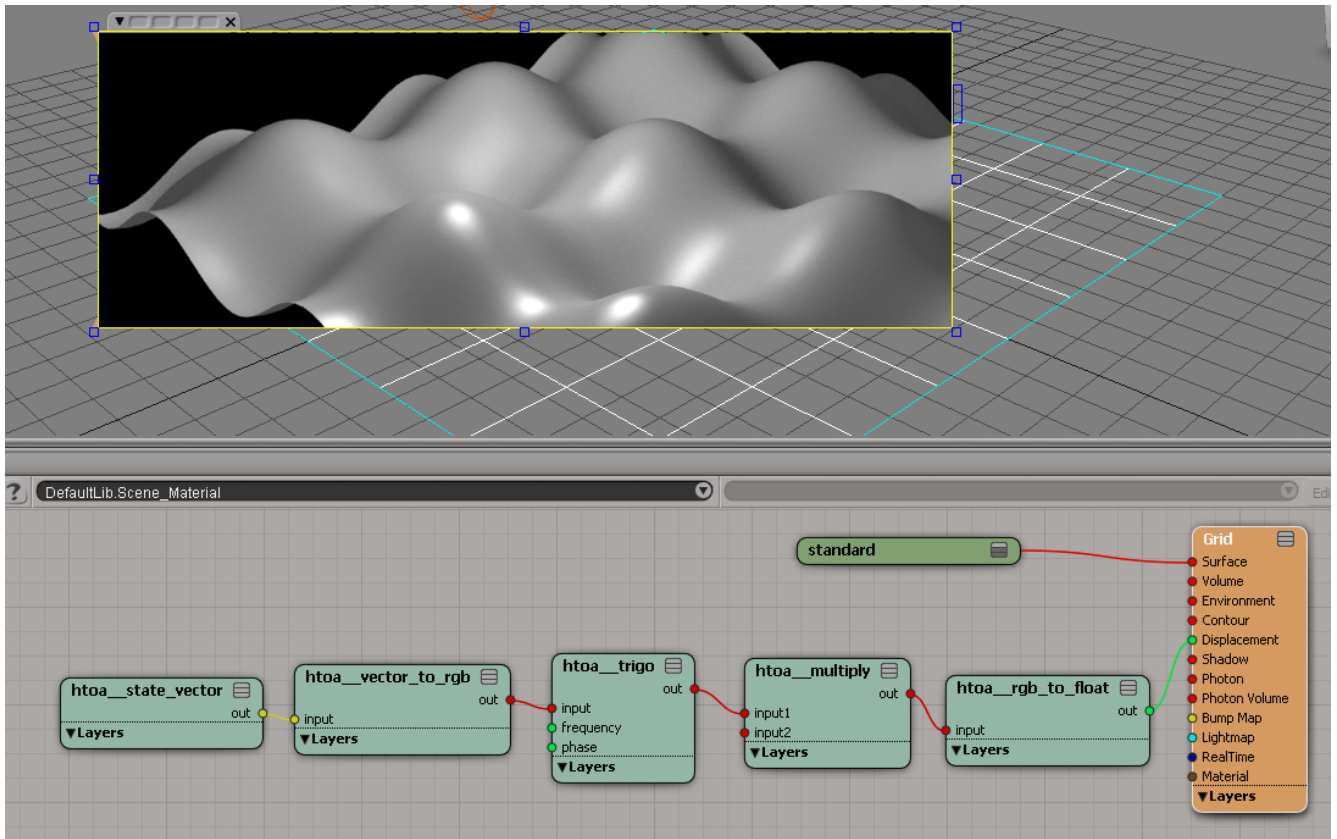 DefaultLib.Scene_Material
Edi
standard
Grid
Surface
Volume
Environment
Contour
Displacement
Shadow
Photon
Photon Volume
Bump Map
Lightmap
RealTime
Material
▼Layers
htoa__state_vector
out
▼Layers
htoa__vector_to_rgb
out
input
▼Layers
htoa__trigo
out
input
frequency
phase
▼Layers
htoa__multiply
out
input1
input2
▼Layers
htoa__rgb_to_float
out
input
▼Layers